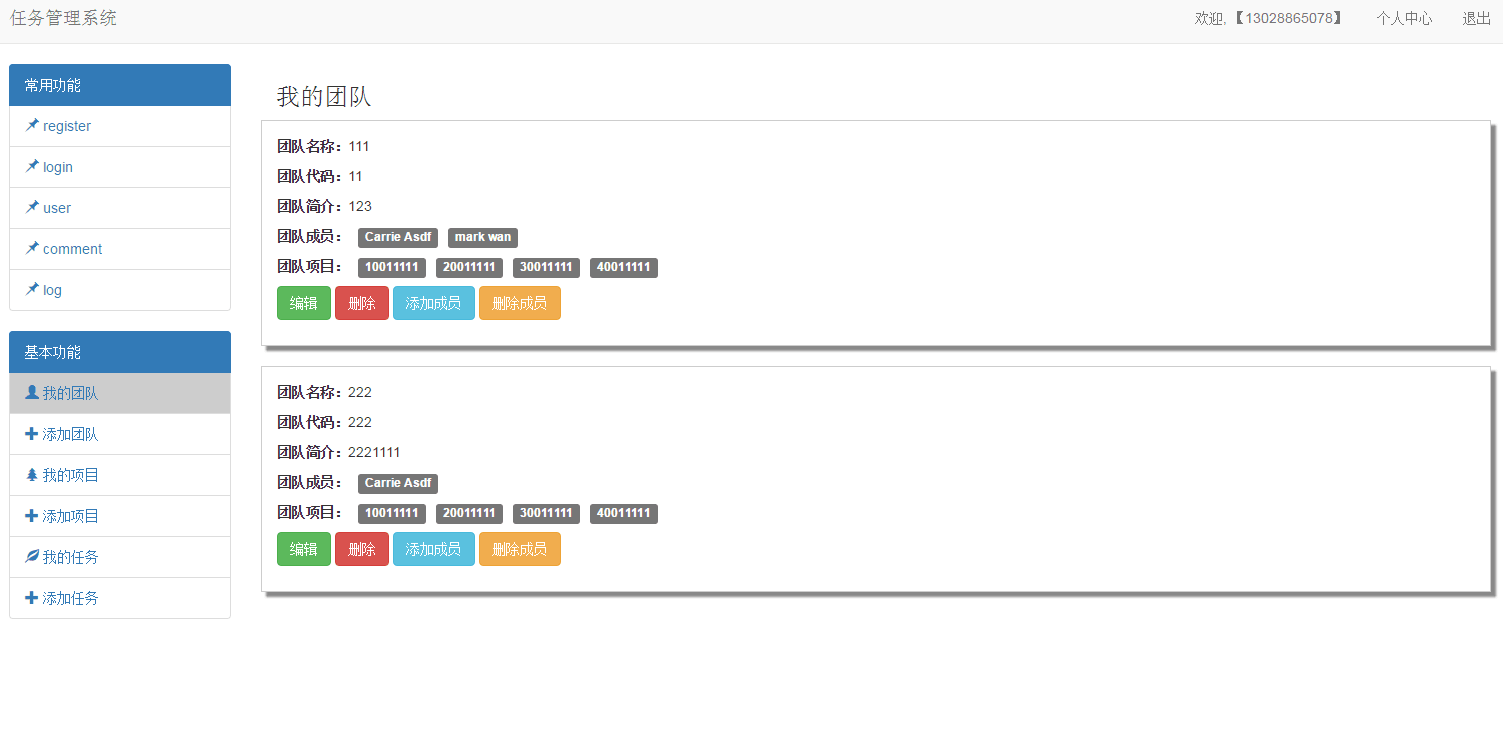 任务管理系统
欢迎,【13028865078】 个人中心 退出
常用功能
register
login
user
comment
log
基本功能
我的团队
添加团队
我的项目
添加项目
我的任务
添加任务
我的团队
团队名称：111
团队代码：11
团队简介：123
团队成员： Carrie Asdf mark wan
团队项目： 10011111 20011111 30011111 40011111
编辑 删除 添加成员 删除成员
团队名称：222
团队代码：222
团队简介：2221111
团队成员： Carrie Asdf
团队项目： 10011111 20011111 30011111 40011111
编辑 删除 添加成员 删除成员